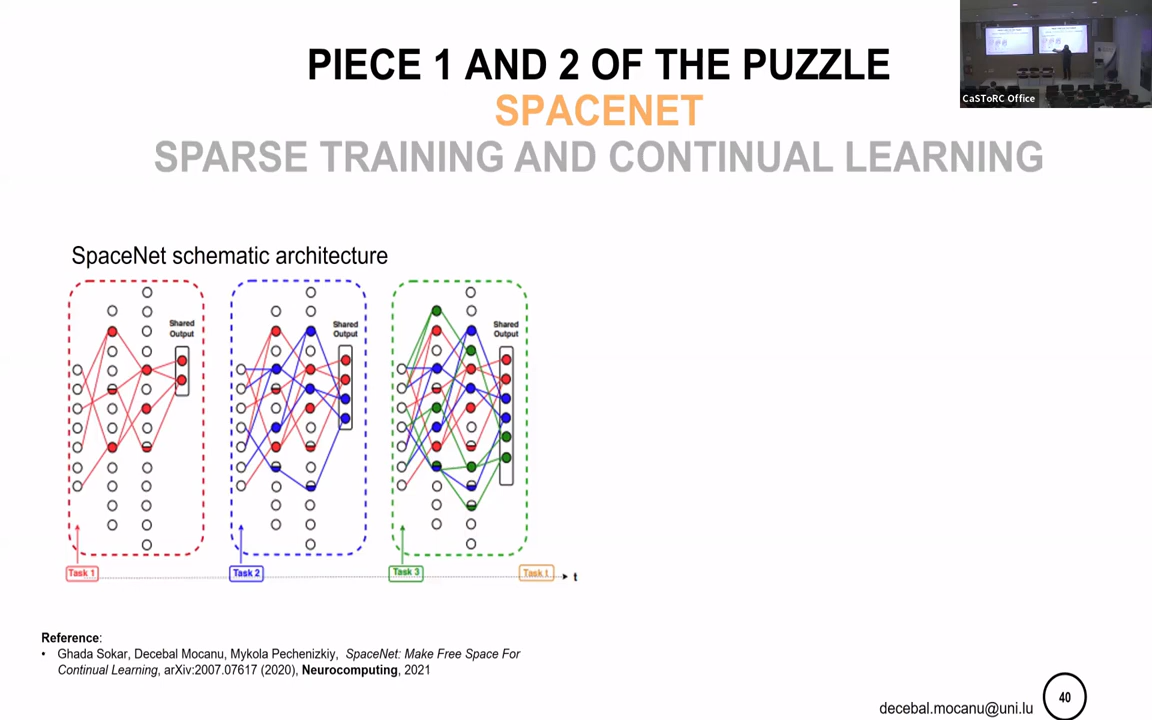 PIECE 1 AND 2 OF THE PUZZLE
SPACENET
SPARSE TRAINING AND CONTINUAL LEARNING
CaSToRC Office
SpaceNet schematic architecture
Shared
Output
Shared
Output
Shared
Output
Task 1
Task 2
Task 3
Task t
t
Reference:
• Ghada Sokar, Decebal Mocanu, Mykola Pechenizkiy, SpaceNet: Make Free Space For
Continual Learning, arXiv:2007.07617 (2020), Neurocomputing, 2021
decebal.mocanu@uni.lu
40